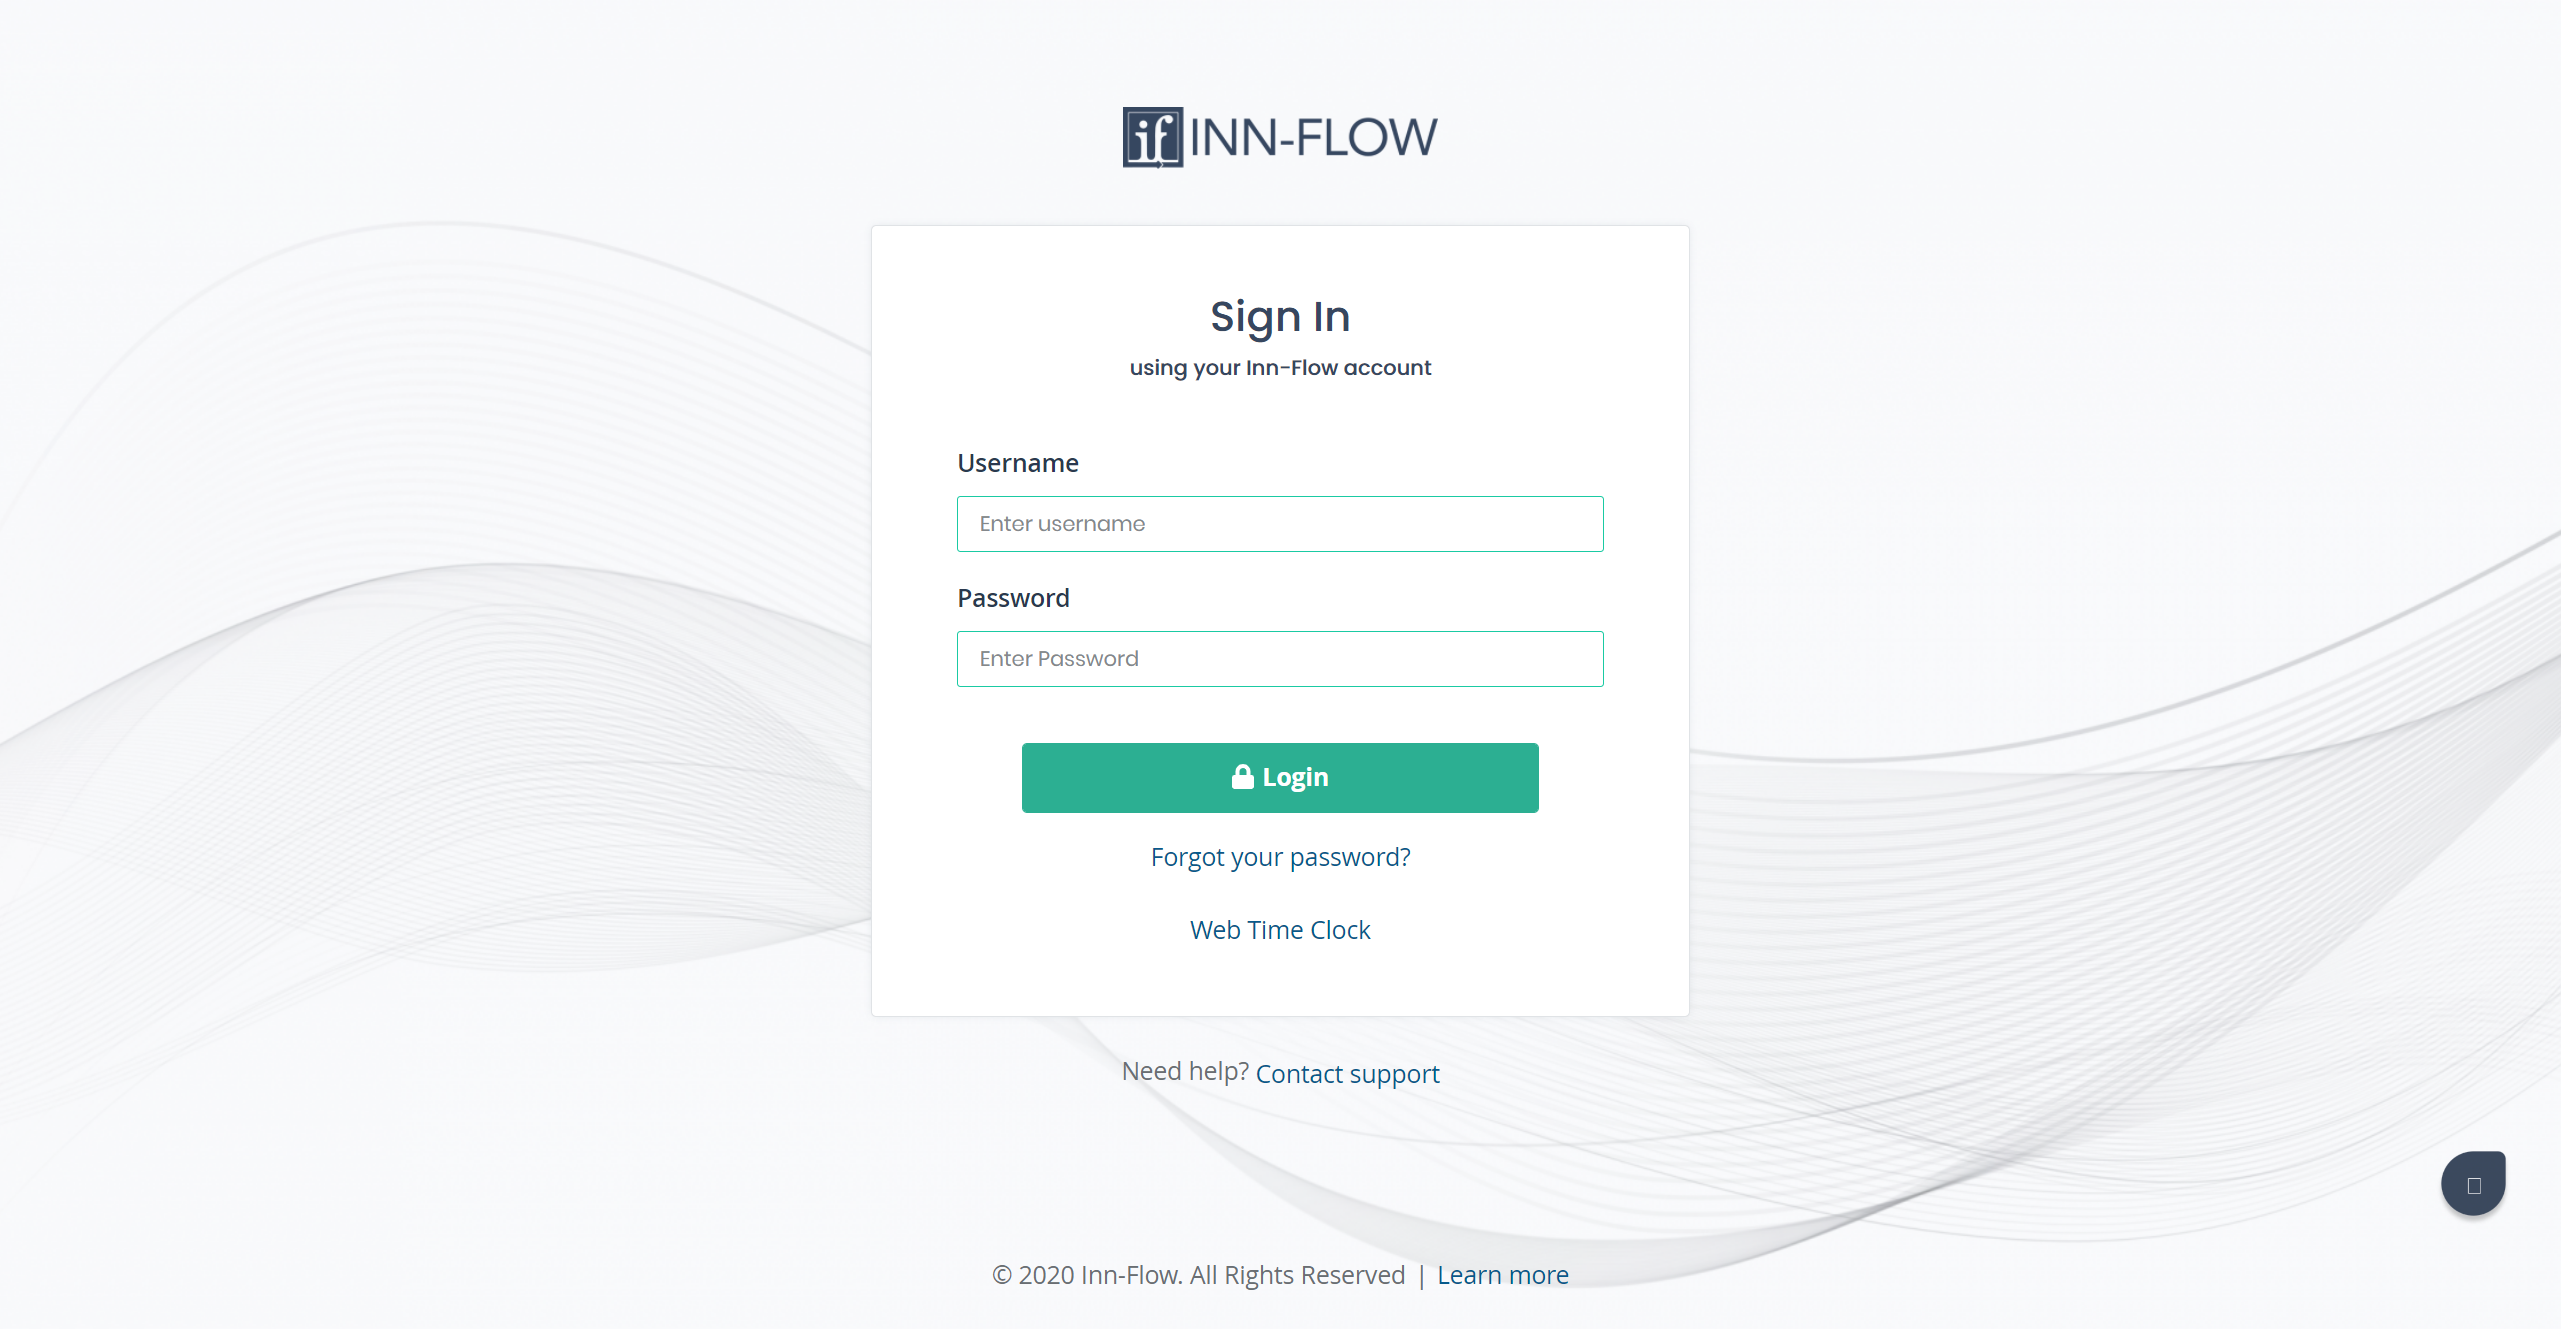 if INN-FLOW
Sign In
using your Inn-Flow account
Username
Enter username
Password
Enter Password
Login
Forgot your password?
Web Time Clock
Need help? Contact support
© 2020 Inn-Flow. All Rights Reserved | Learn more